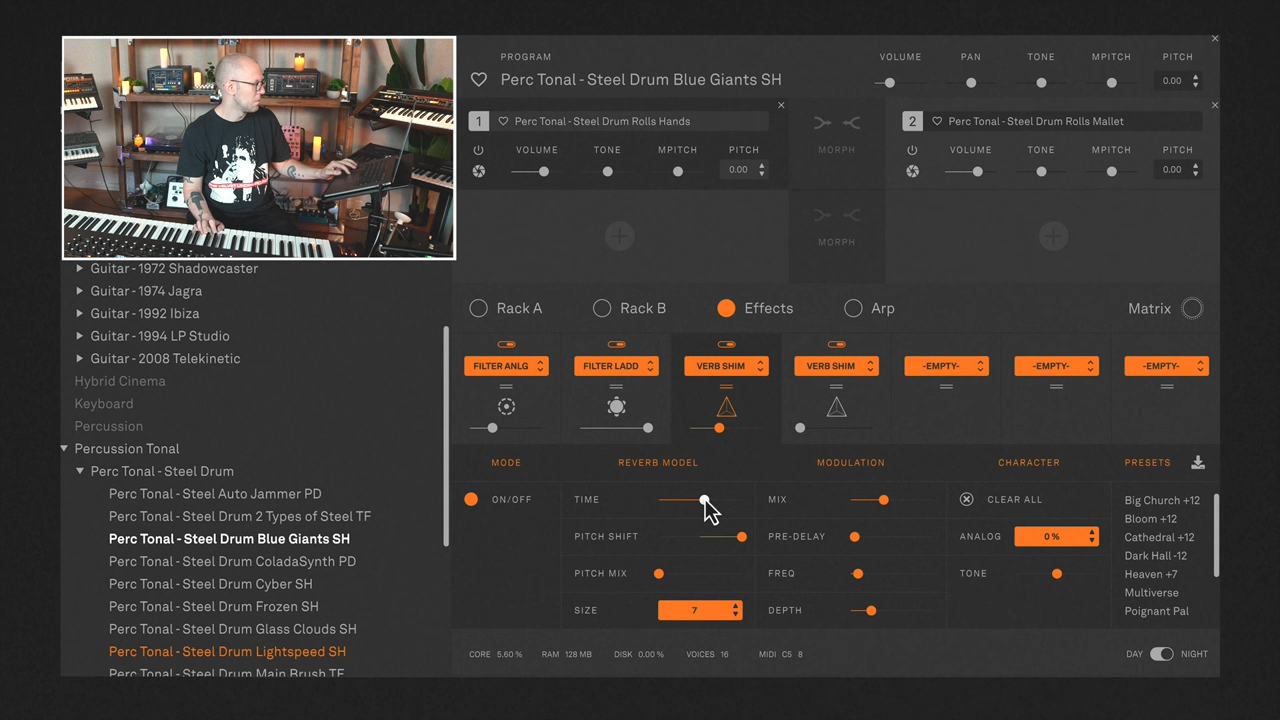 PROGRAM
Perc Tonal - Steel Drum Blue Giants SH
VOLUME PAN TONE MPITCH PITCH
0.00
1 Perc Tonal - Steel Drum Rolls Hands
VOLUME TONE MPITCH PITCH
0.00
MORPH
2 Perc Tonal - Steel Drum Rolls Mallet
VOLUME TONE MPITCH PITCH
0.00
MORPH
Guitar - 1972 Shadowcaster
Guitar - 1974 Jagra
Guitar - 1992 Ibiza
Guitar - 1994 LP Studio
Guitar - 2008 Telekinetic
Hybrid Cinema
Keyboard
Percussion
Percussion Tonal
Perc Tonal - Steel Drum
Perc Tonal - Steel Auto Jammer PD
Perc Tonal - Steel Drum 2 Types of Steel TF
Perc Tonal - Steel Drum Blue Giants SH
Perc Tonal - Steel Drum ColadaSynth PD
Perc Tonal - Steel Drum Cyber SH
Perc Tonal - Steel Drum Frozen SH
Perc Tonal - Steel Drum Glass Clouds SH
Perc Tonal - Steel Drum Lightspeed SH
Perc Tonal - Steel Drum Main Brush TF
Rack A Rack B Effects Arp Matrix
FILTER ANLG FILTER LADD VERB SHIM VERB SHIM -EMPTY- -EMPTY- -EMPTY-
MODE REVERB MODEL MODULATION CHARACTER PRESETS
ON/OFF TIME MIX CLEAR ALL Big Church +12
Bloom +12
PITCH SHIFT PRE-DELAY ANALOG 0 % Cathedral +12
Dark Hall -12
PITCH MIX FREQ TONE Heaven +7
Multiverse
SIZE 7 DEPTH Poignant Pal
CORE 5.60 % RAM 128 MB DISK 0.00 % VOICES 16 MIDI C5 8 DAY NIGHT